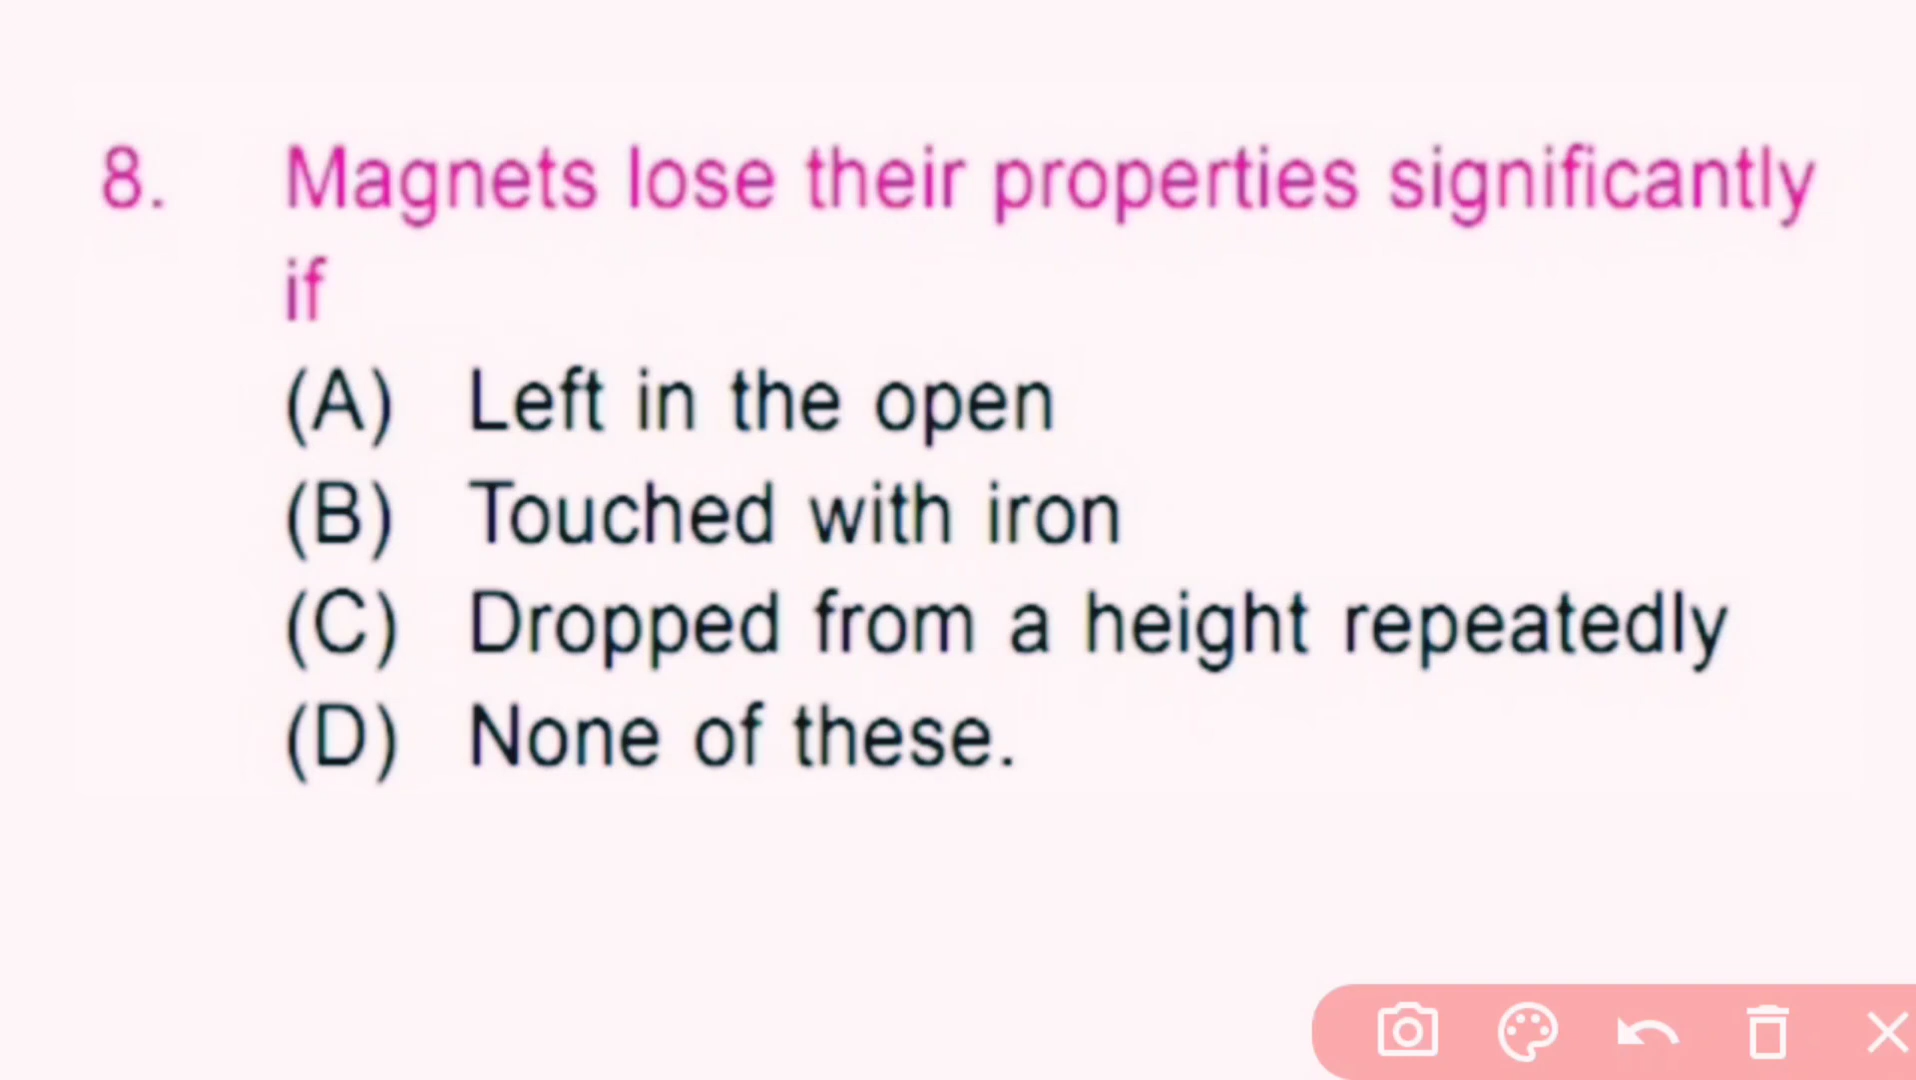 8. Magnets lose their properties significantly
if
(A) Left in the open
(B) Touched with iron
(C) Dropped from a height repeatedly
(D) None of these.